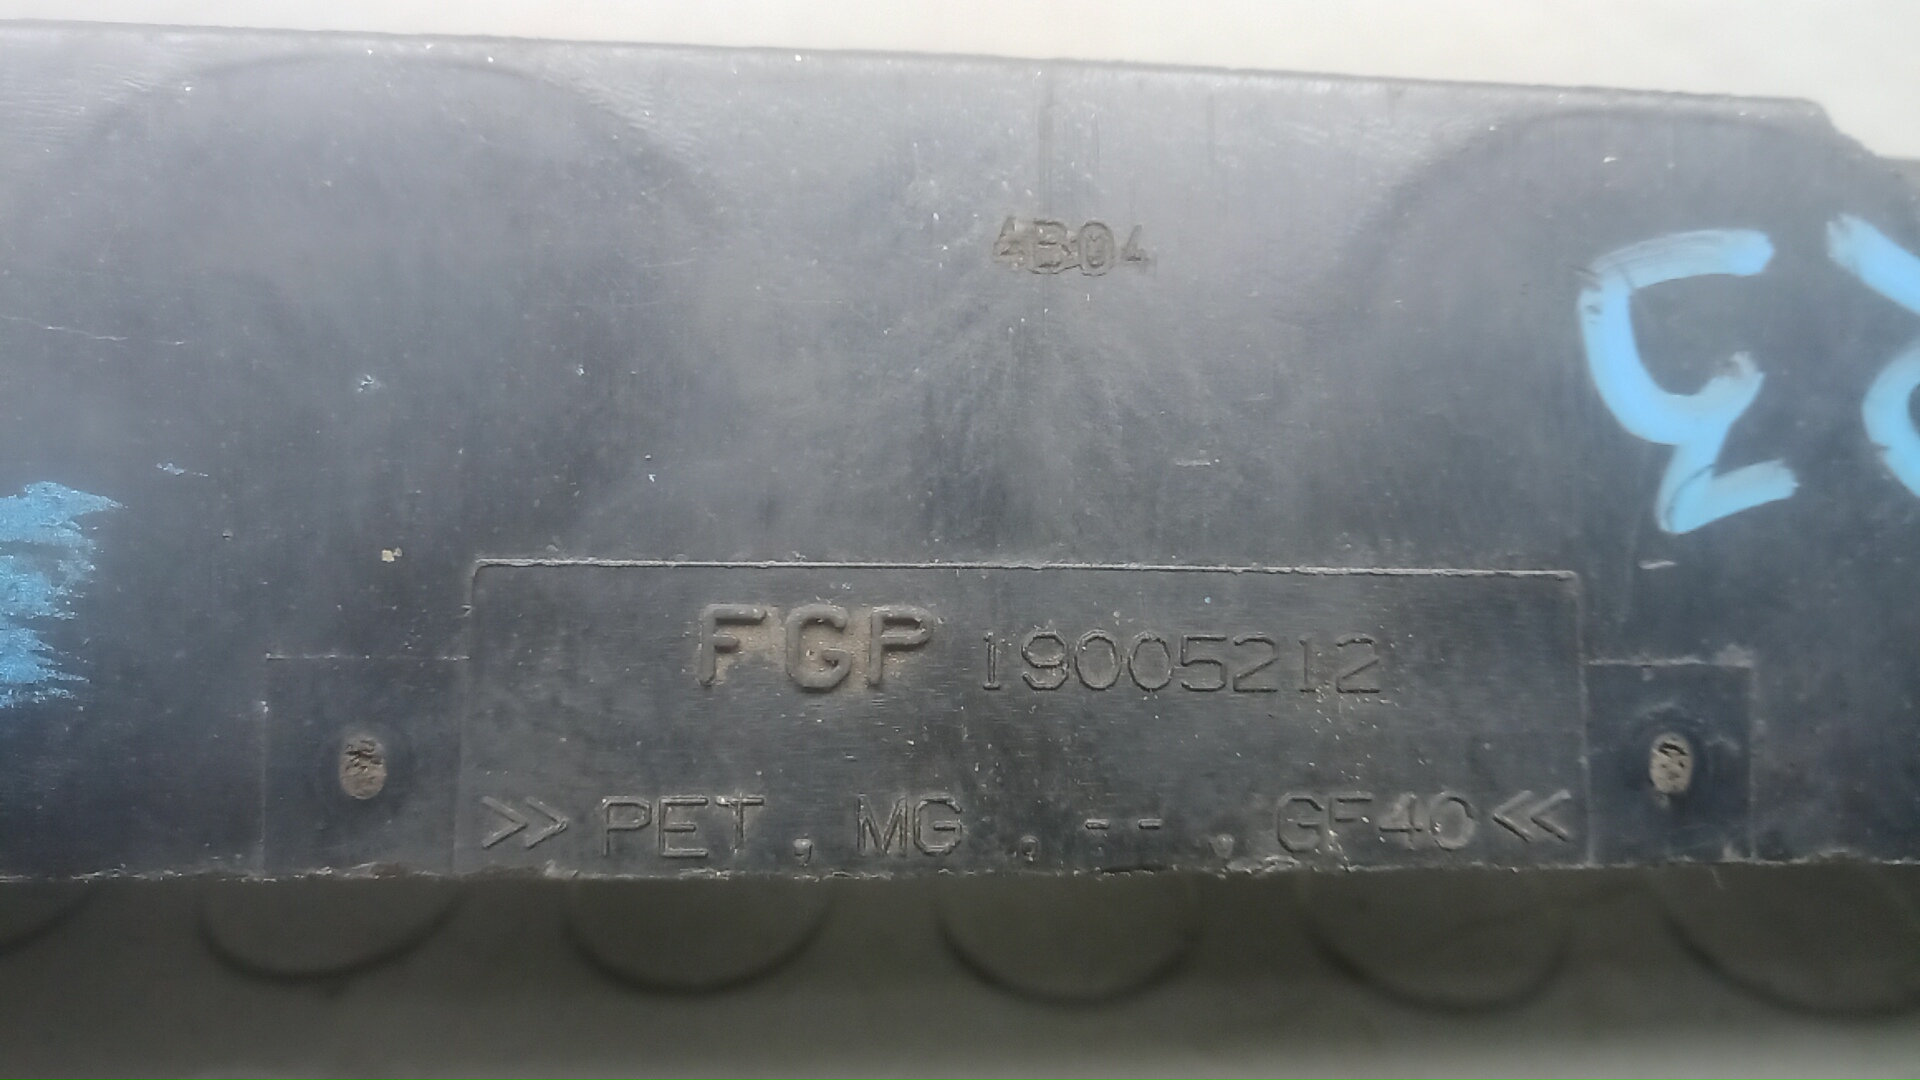 4B04
FGP 19005212
>> PET , MG , -- , GF40 <<